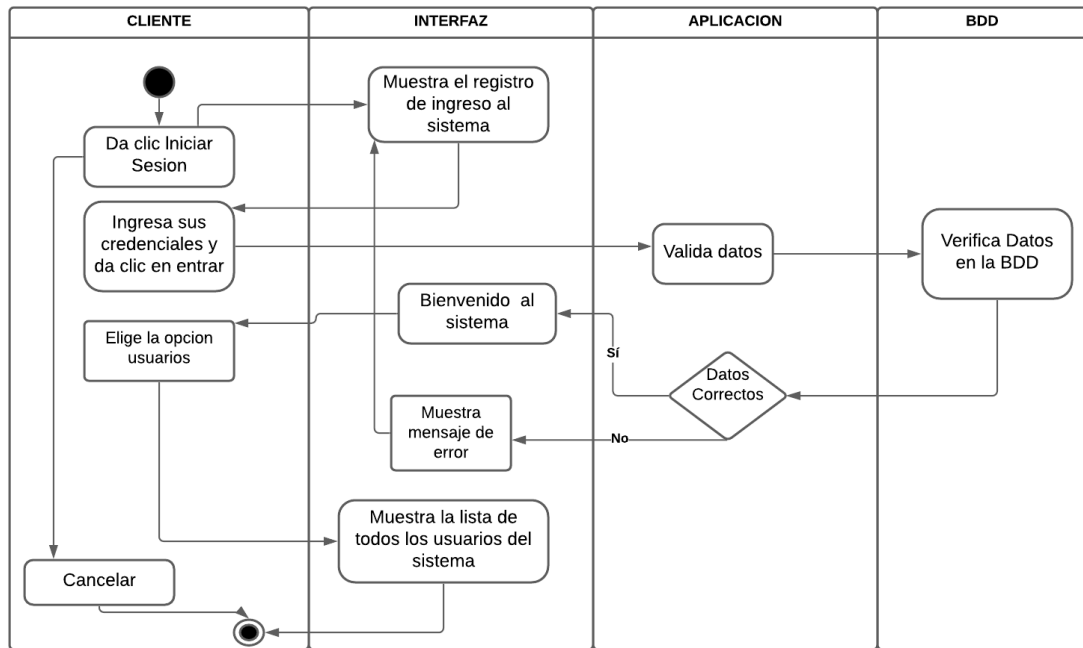 CLIENTE
INTERFAZ
APLICACION
BDD
Muestra el registro
de ingreso al
sistema
Da clic Iniciar
Sesion
Ingresa sus
credenciales y
da clic en entrar
Valida datos
Verifica Datos
en la BDD
Bienvenido al
sistema
Elige la opcion
usuarios
Sí
Datos
Correctos
Muestra
mensaje de
error
No
Muestra la lista de
todos los usuarios del
sistema
Cancelar